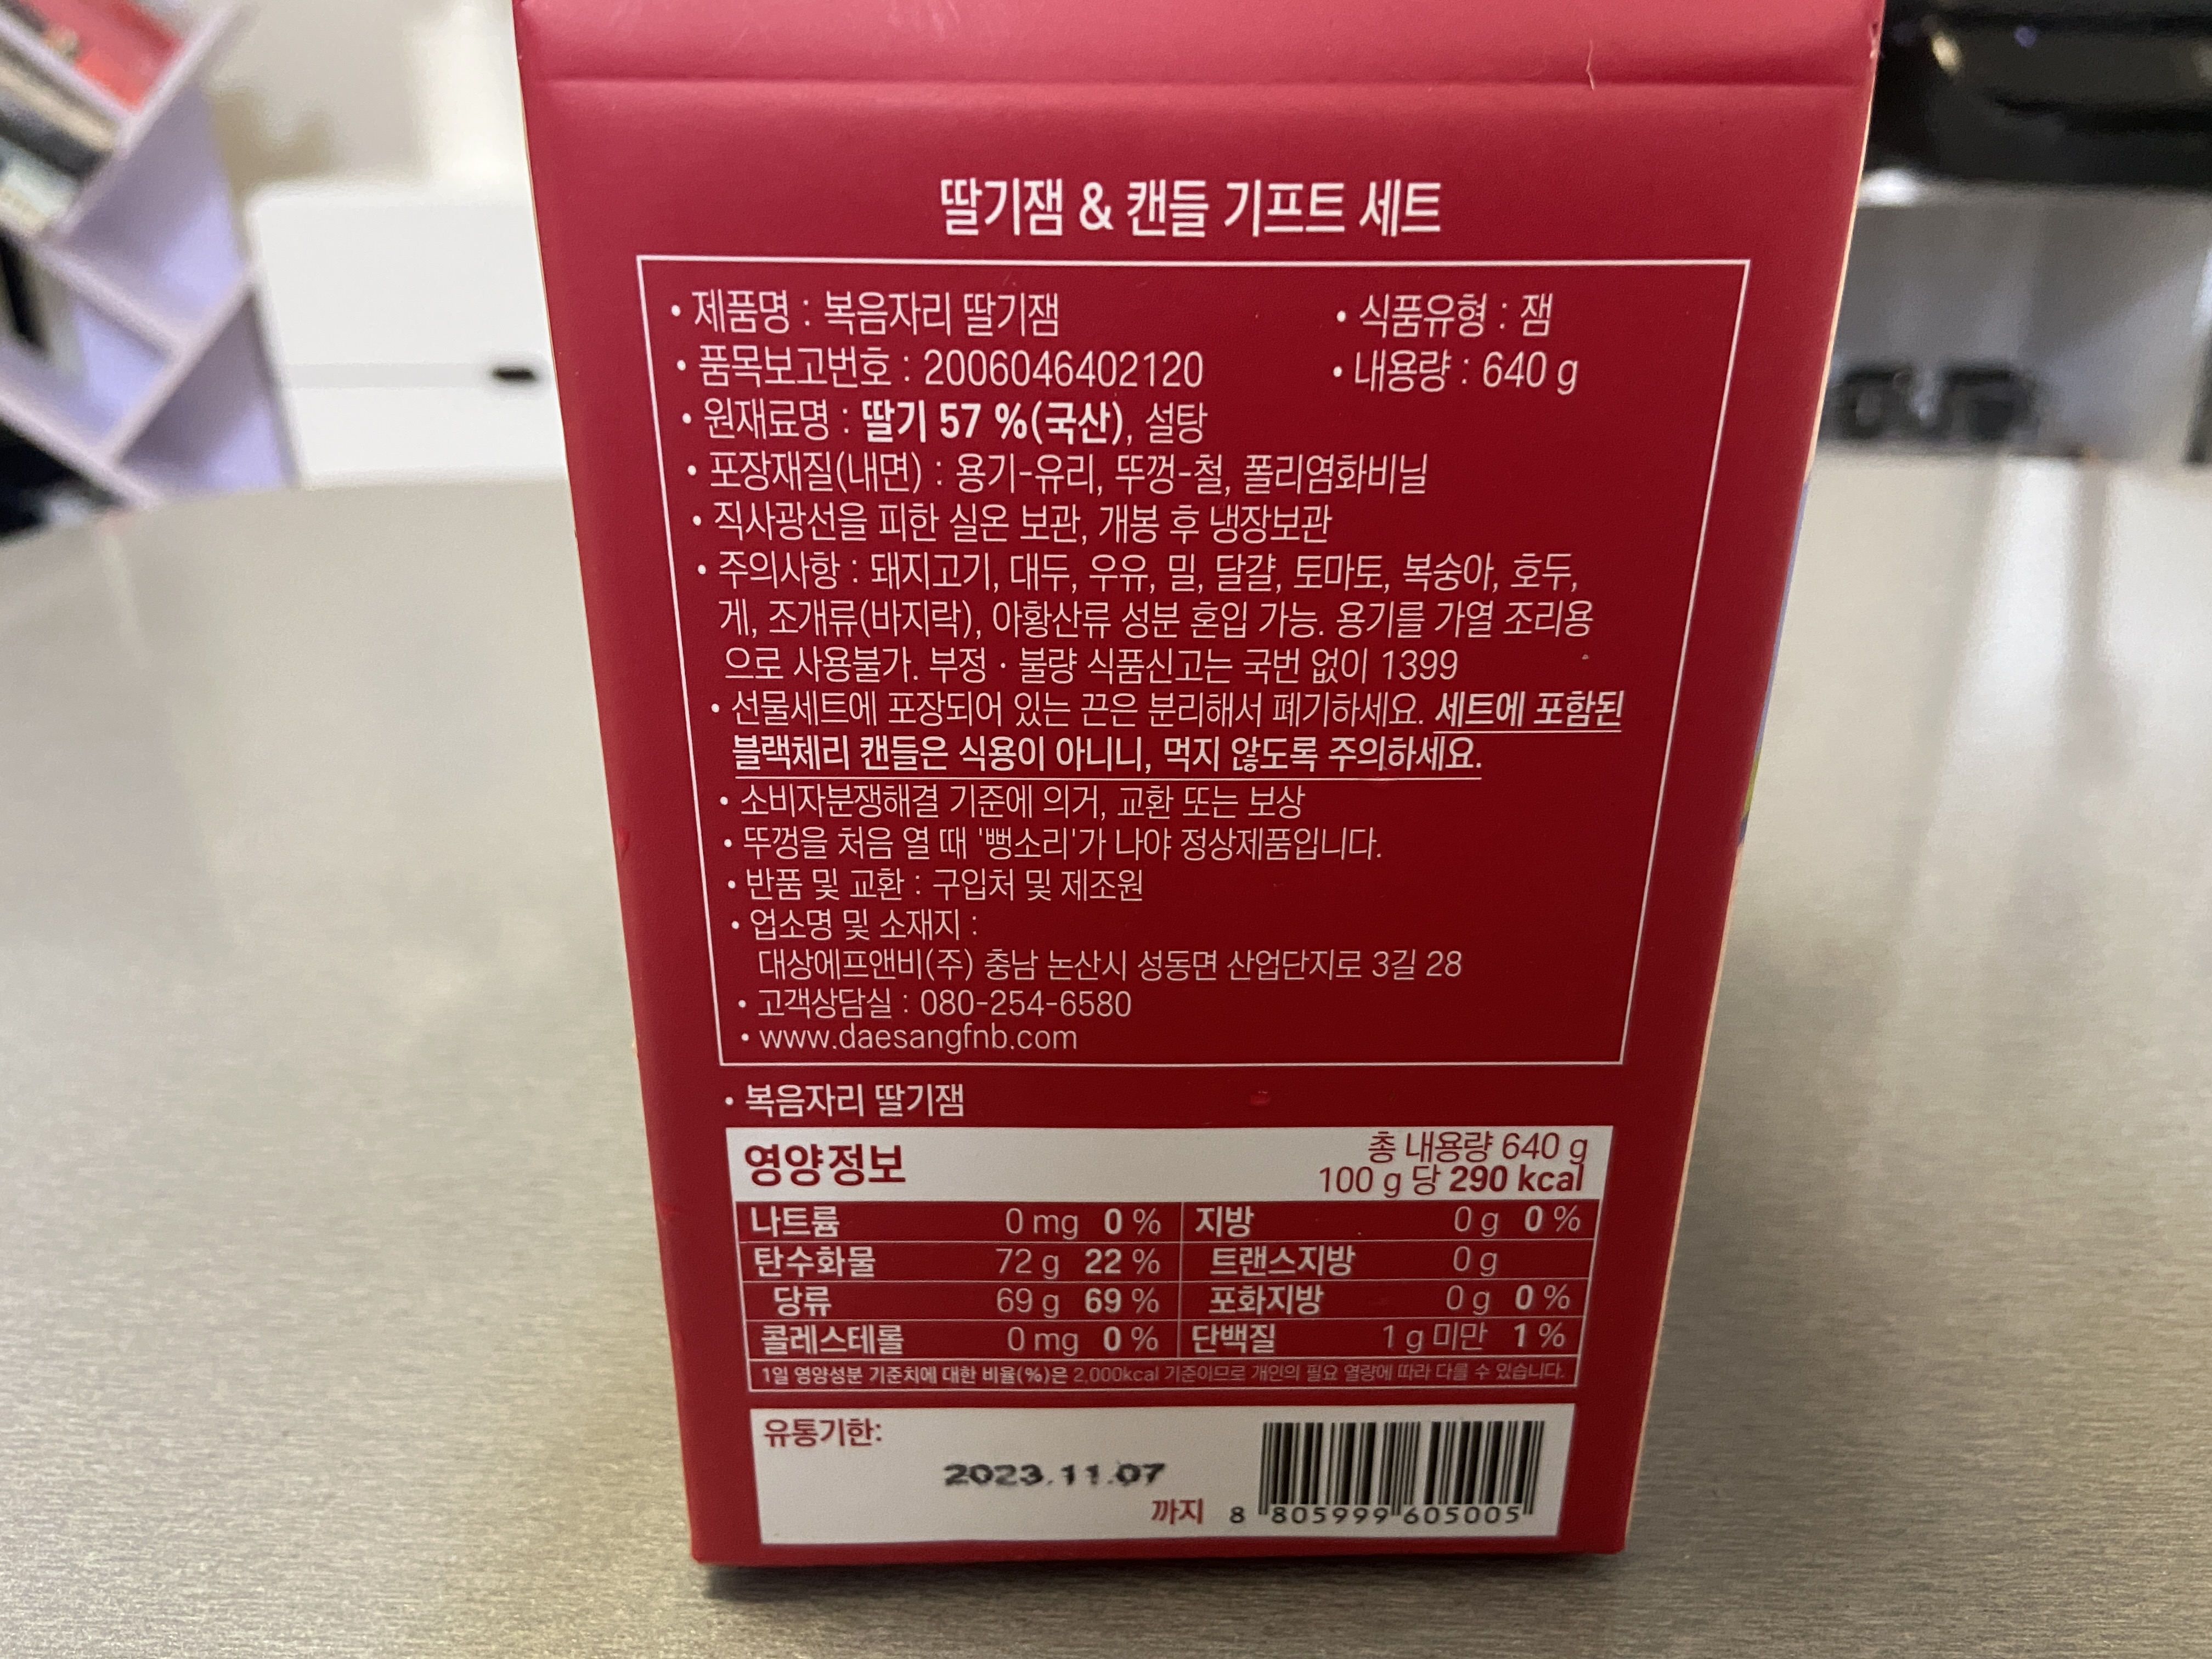 딸기잼 & 캔들 기프트 세트
• 제품명 : 복음자리 딸기잼 • 식품유형 : 잼
• 품목보고번호 : 2006046402120 • 내용량 : 640 g
• 원재료명 : 딸기 57 %(국산), 설탕
• 포장재질(내면) : 용기-유리, 뚜껑-철, 폴리염화비닐
• 직사광선을 피한 실온 보관, 개봉 후 냉장보관
• 주의사항 : 돼지고기, 대두, 우유, 밀, 달걀, 토마토, 복숭아, 호두,
게, 조개류(바지락), 아황산류 성분 혼입 가능. 용기를 가열 조리용
으로 사용불가. 부정 · 불량 식품신고는 국번 없이 1399
• 선물세트에 포장되어 있는 끈은 분리해서 폐기하세요. 세트에 포함된
블랙체리 캔들은 식용이 아니니, 먹지 않도록 주의하세요.
• 소비자분쟁해결 기준에 의거, 교환 또는 보상
• 뚜껑을 처음 열 때 '뻥소리'가 나야 정상제품입니다.
• 반품 및 교환 : 구입처 및 제조원
• 업소명 및 소재지 :
대상에프앤비(주) 충남 논산시 성동면 산업단지로 3길 28
• 고객상담실 : 080-254-6580
• www.daesangfnb.com
• 복음자리 딸기잼
영양정보 총 내용량 640 g
100 g 당 290 kcal
나트륨 0 mg 0 % 지방 0 g 0 %
탄수화물 72 g 22 % 트랜스지방 0 g
당류 69 g 69 % 포화지방 0 g 0 %
콜레스테롤 0 mg 0 % 단백질 1 g 미만 1 %
1일 영양성분 기준치에 대한 비율(%)은 2,000kcal 기준이므로 개인의 필요 열량에 따라 다를 수 있습니다.
유통기한:
2023.11.07
까지
8 805999 605005